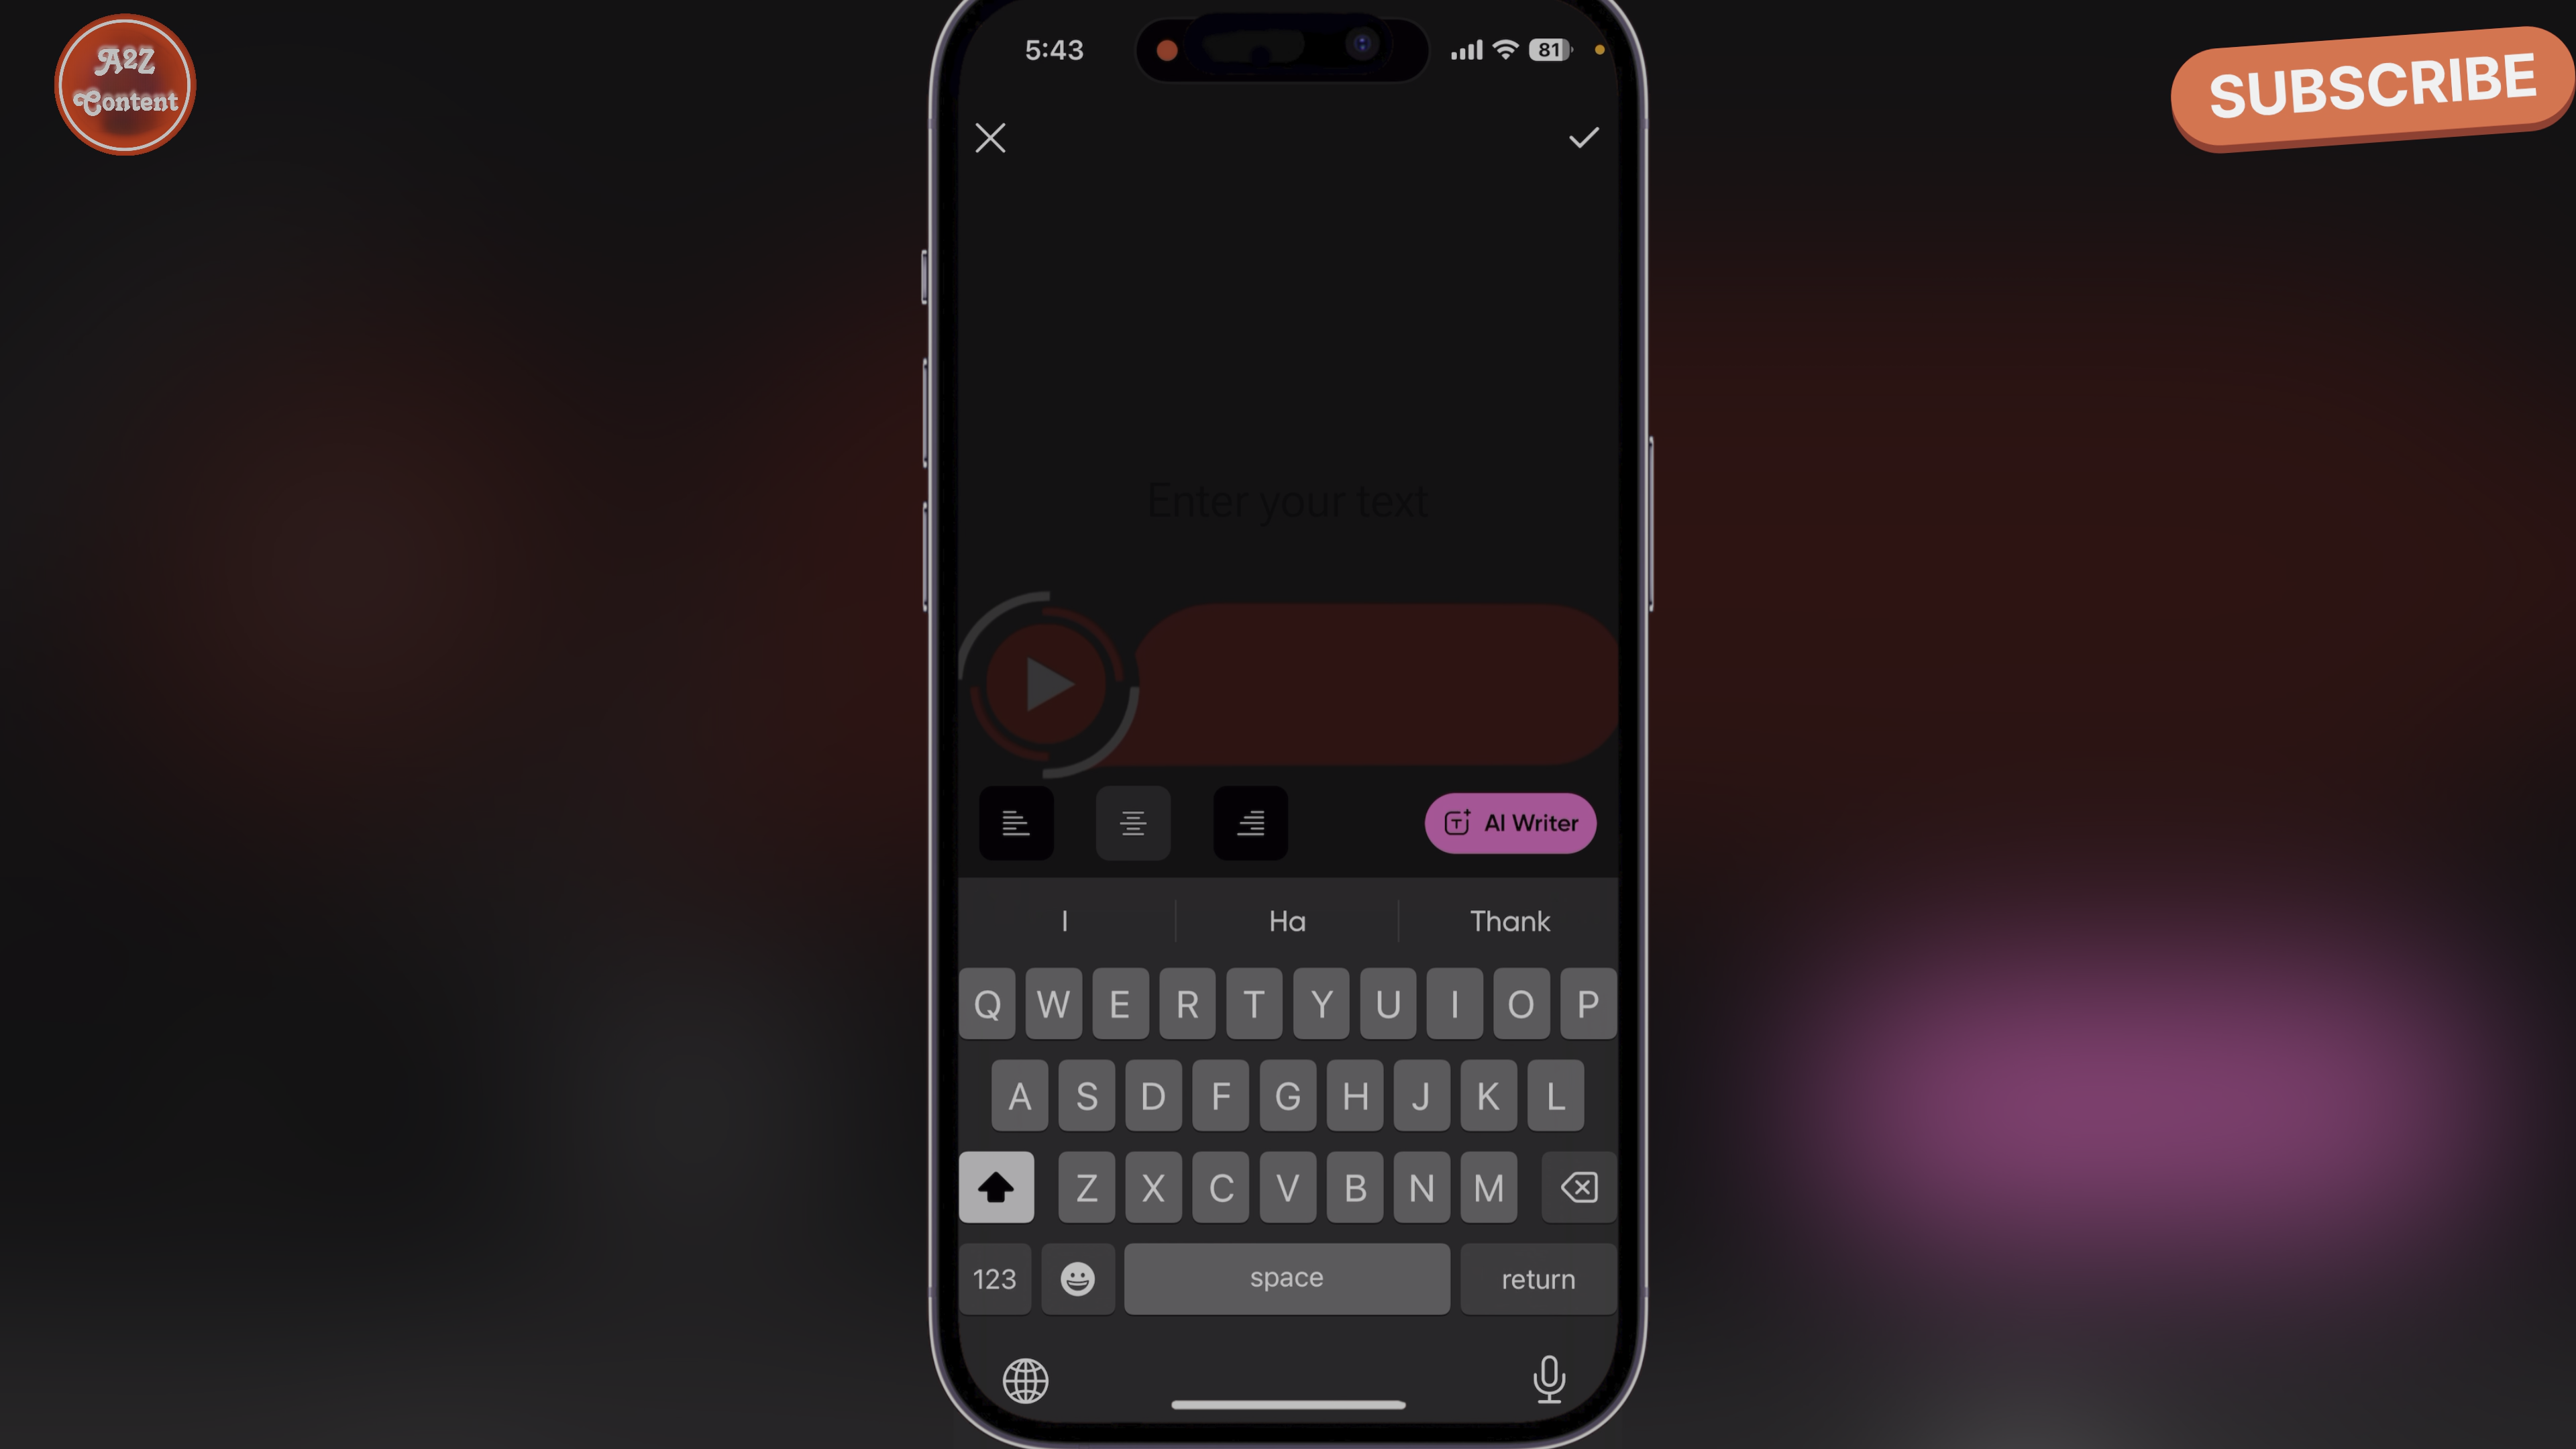 A2Z
Content
SUBSCRIBE
5:43
81
Enter your text
AI Writer
I Ha Thank
Q W E R T Y U I O P
A S D F G H J K L
Z X C V B N M
123 space return